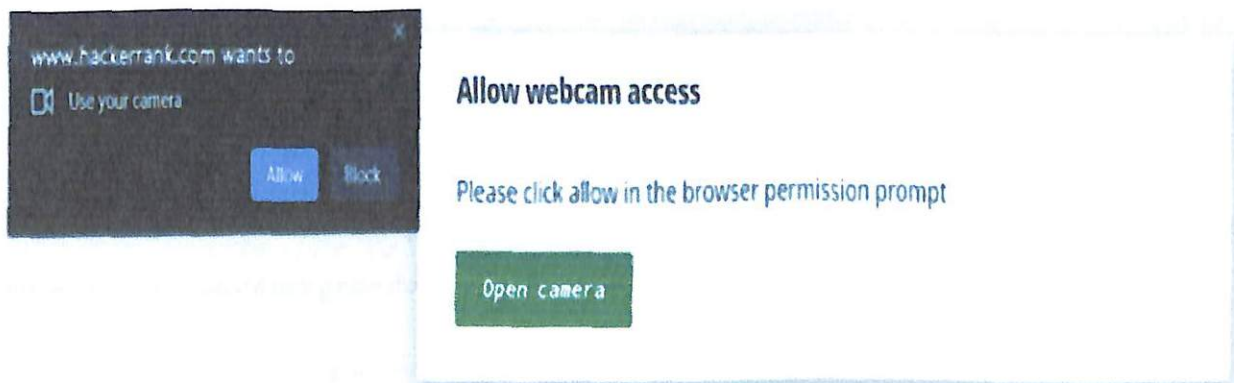 www.hackerrank.com wants to
Use your camera
Allow Block
Allow webcam access
Please click allow in the browser permission prompt
Open camera